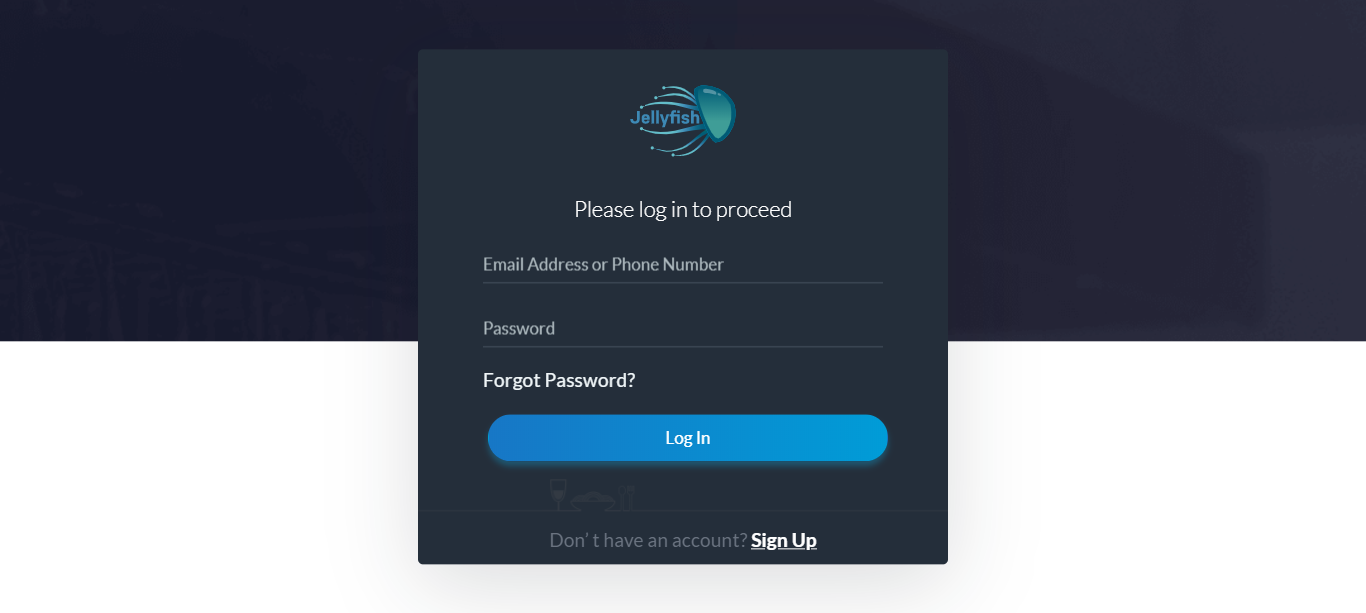 Jellyfish
Please log in to proceed
Email Address or Phone Number
Password
Forgot Password?
Log In
Don't have an account? Sign Up